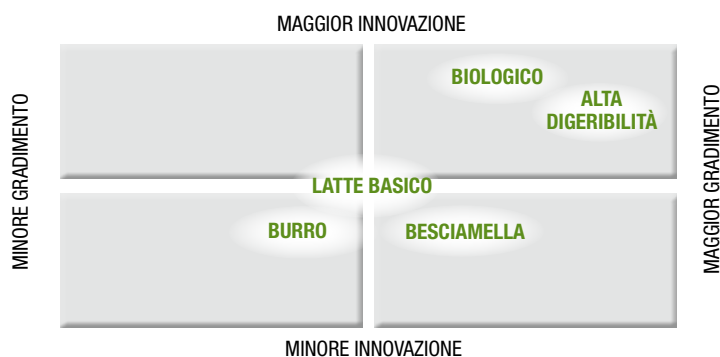 MAGGIOR INNOVAZIONE
BIOLOGICO
ALTA
DIGERIBILITÀ
MINORE GRADIMENTO
MAGGIOR GRADIMENTO
LATTE BASICO
BURRO
BESCIAMELLA
MINORE INNOVAZIONE